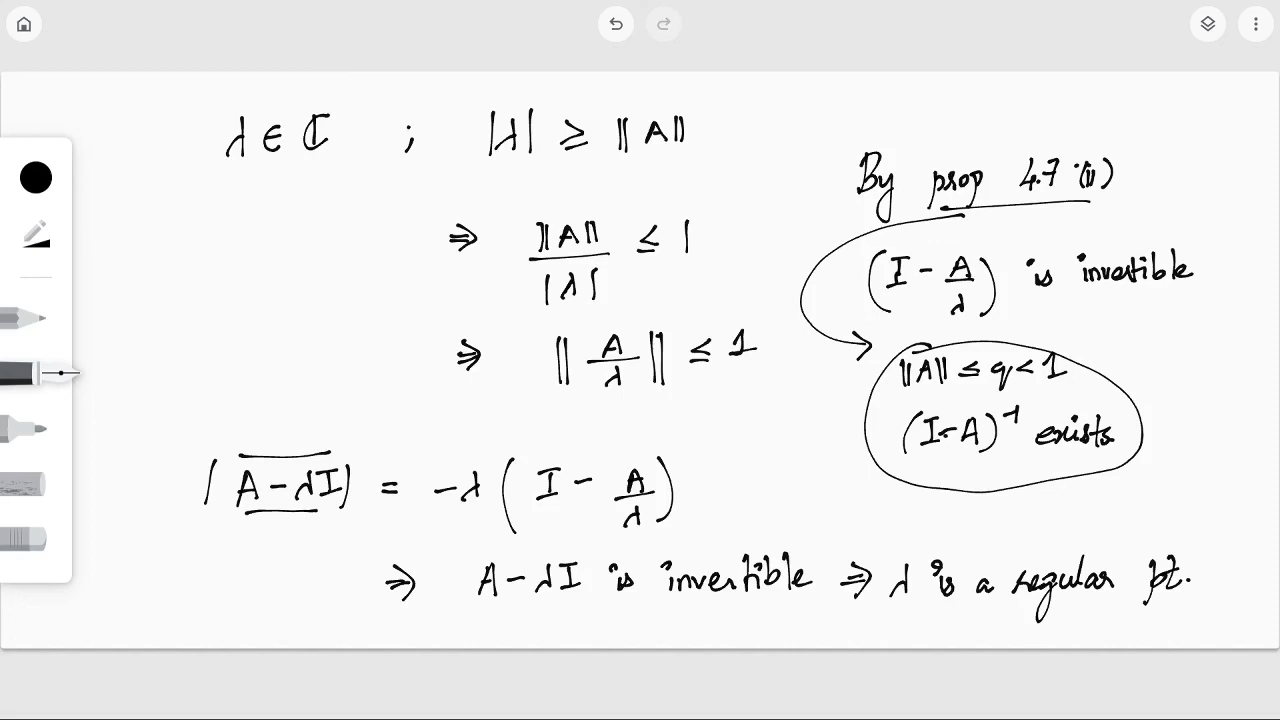 λ ∈ ℂ ; |λ| ≥ ‖A‖
⇒ ‖A‖/|λ| ≤ 1
⇒ ‖A/λ‖ ≤ 1
By prop 4.7 (ii)
(I - A/λ) is invertible
‖A‖ ≤ q < 1
(I-A)⁻¹ exists
(A-λI) = -λ(I - A/λ)
⇒ A-λI is invertible ⇒ λ is a regular pt.